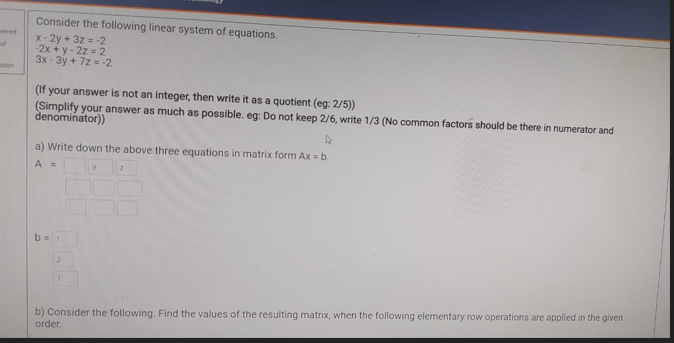 Consider the following linear system of equations.
x - 2y + 3z = -2
-2x + y - 2z = 2
3x - 3y + 7z = -2
(If your answer is not an integer, then write it as a quotient (eg: 2/5))
(Simplify your answer as much as possible. eg: Do not keep 2/6, write 1/3 (No common factors should be there in numerator and
denominator))
a) Write down the above three equations in matrix form Ax = b.
A =
y z
b = 1
2
1
b) Consider the following. Find the values of the resulting matrix, when the following elementary row operations are applied in the given
order.